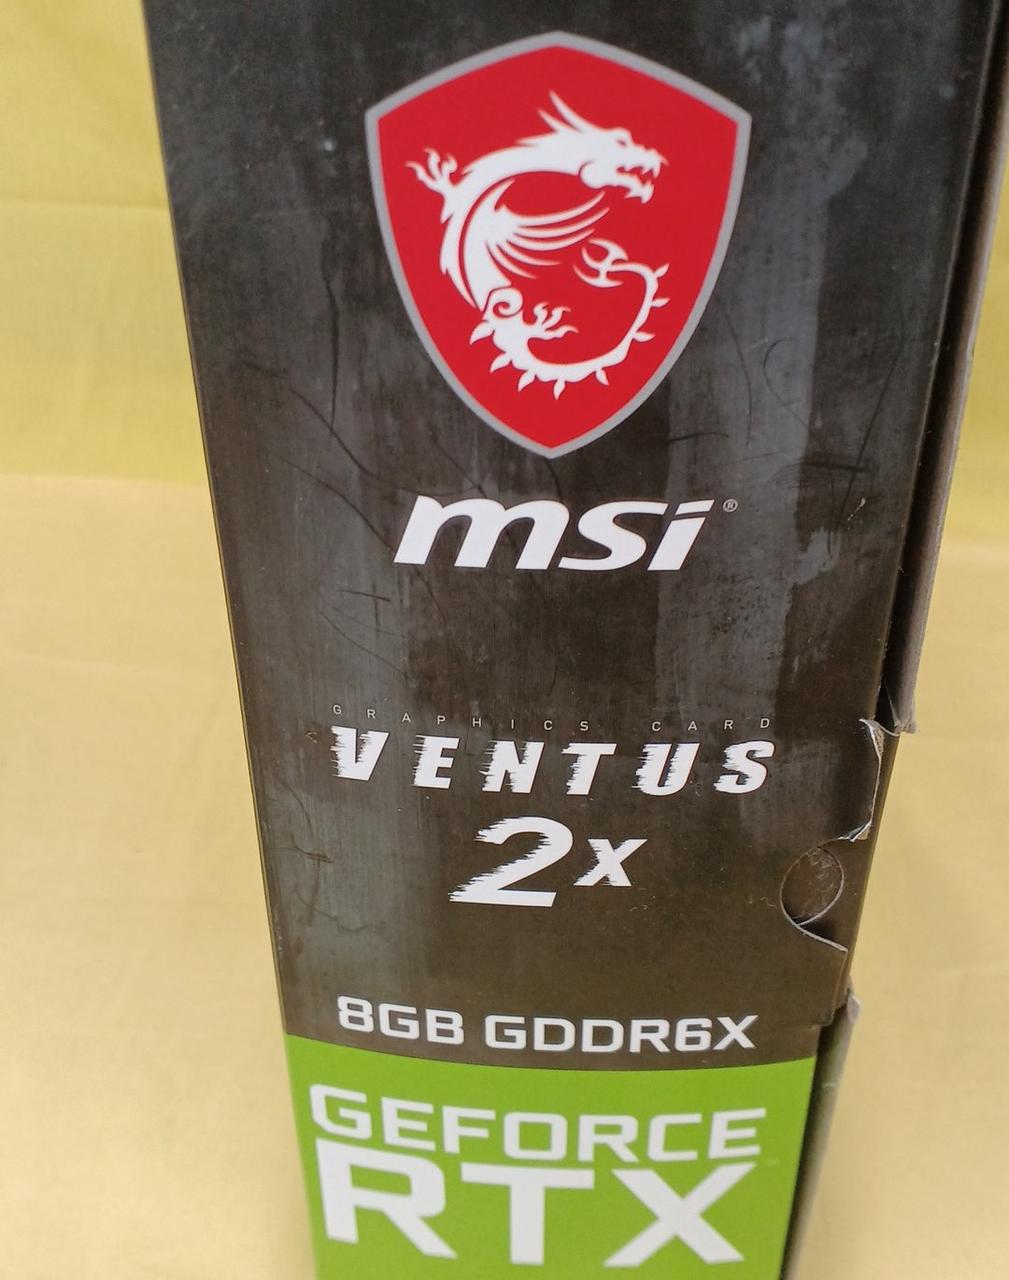 msi®
GRAPHICS CARD
VENTUS
2X
8GB GDDR6X
GEFORCE
RTX